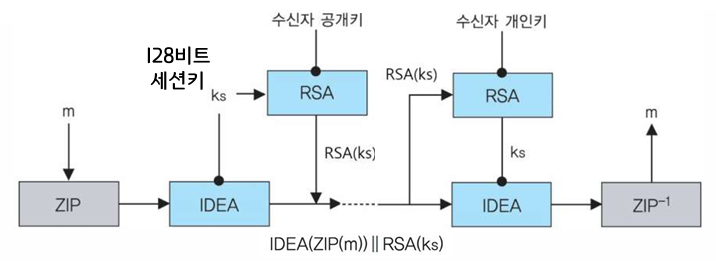 수신자 공개키
수신자 개인키
128비트
세션키
ks
RSA
RSA(ks)
RSA
m
RSA(ks)
ks
m
ZIP
IDEA
IDEA
ZIP⁻¹
IDEA(ZIP(m)) || RSA(ks)